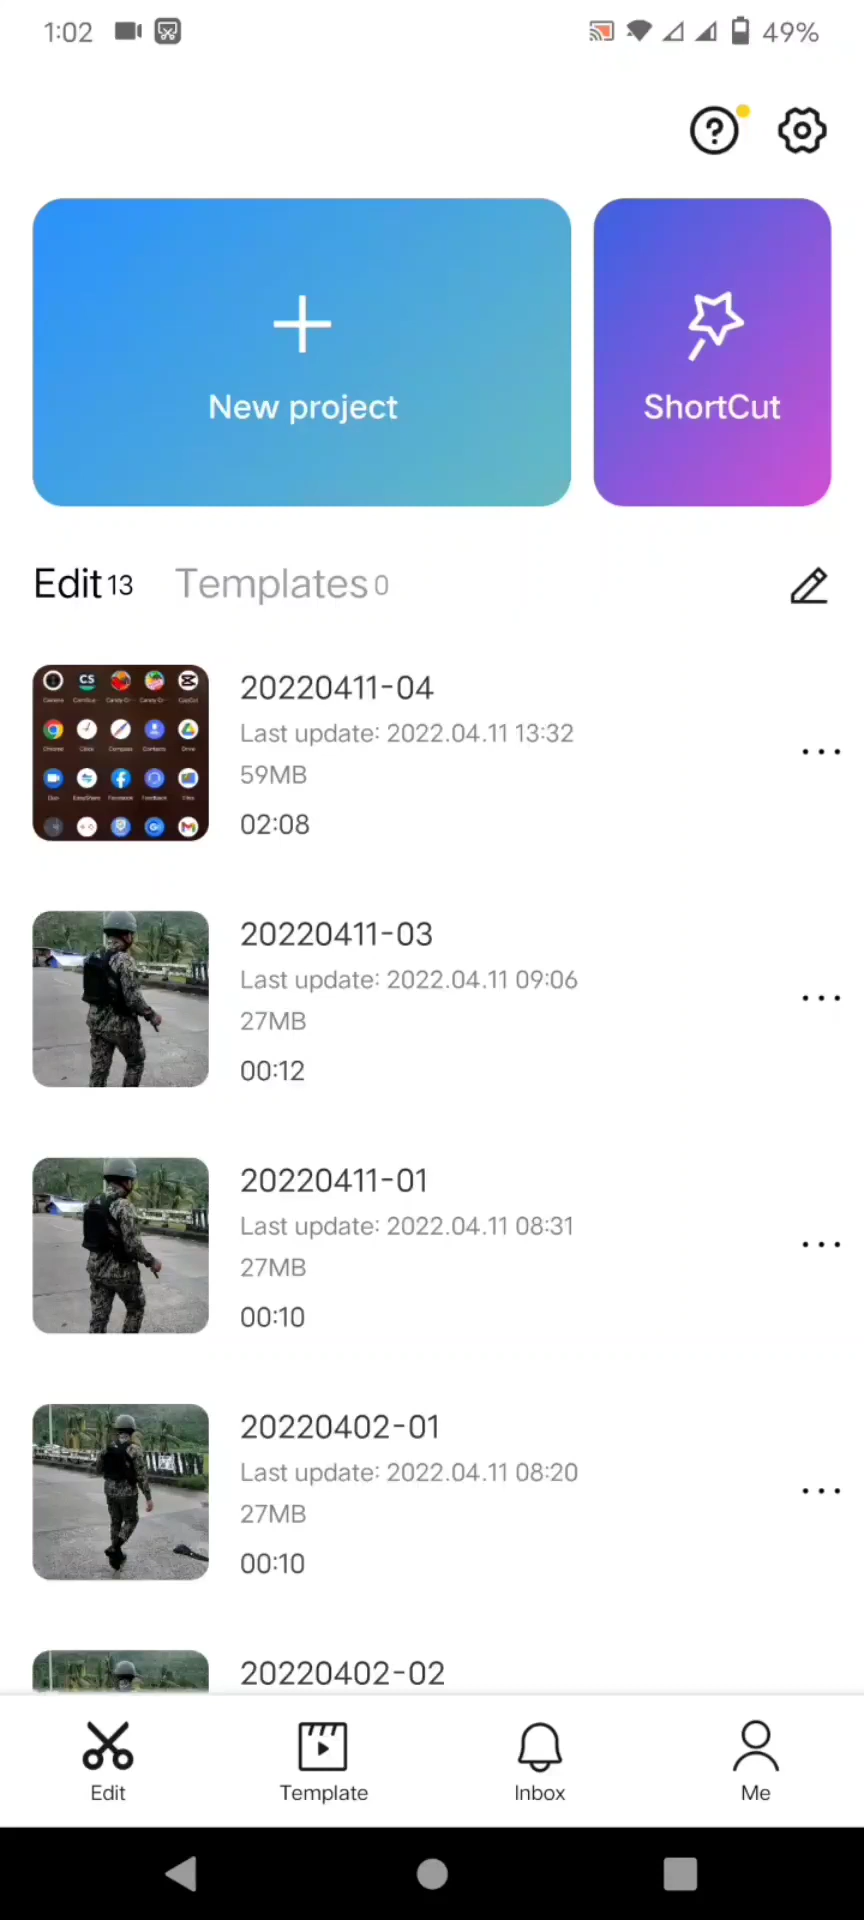 1:02
49%
New project
ShortCut
Edit 13
Templates 0
CS
20220411-04
Last update: 2022.04.11 13:32
59MB
02:08
20220411-03
Last update: 2022.04.11 09:06
27MB
00:12
20220411-01
Last update: 2022.04.11 08:31
27MB
00:10
20220402-01
Last update: 2022.04.11 08:20
27MB
00:10
20220402-02
Edit
Template
Inbox
Me